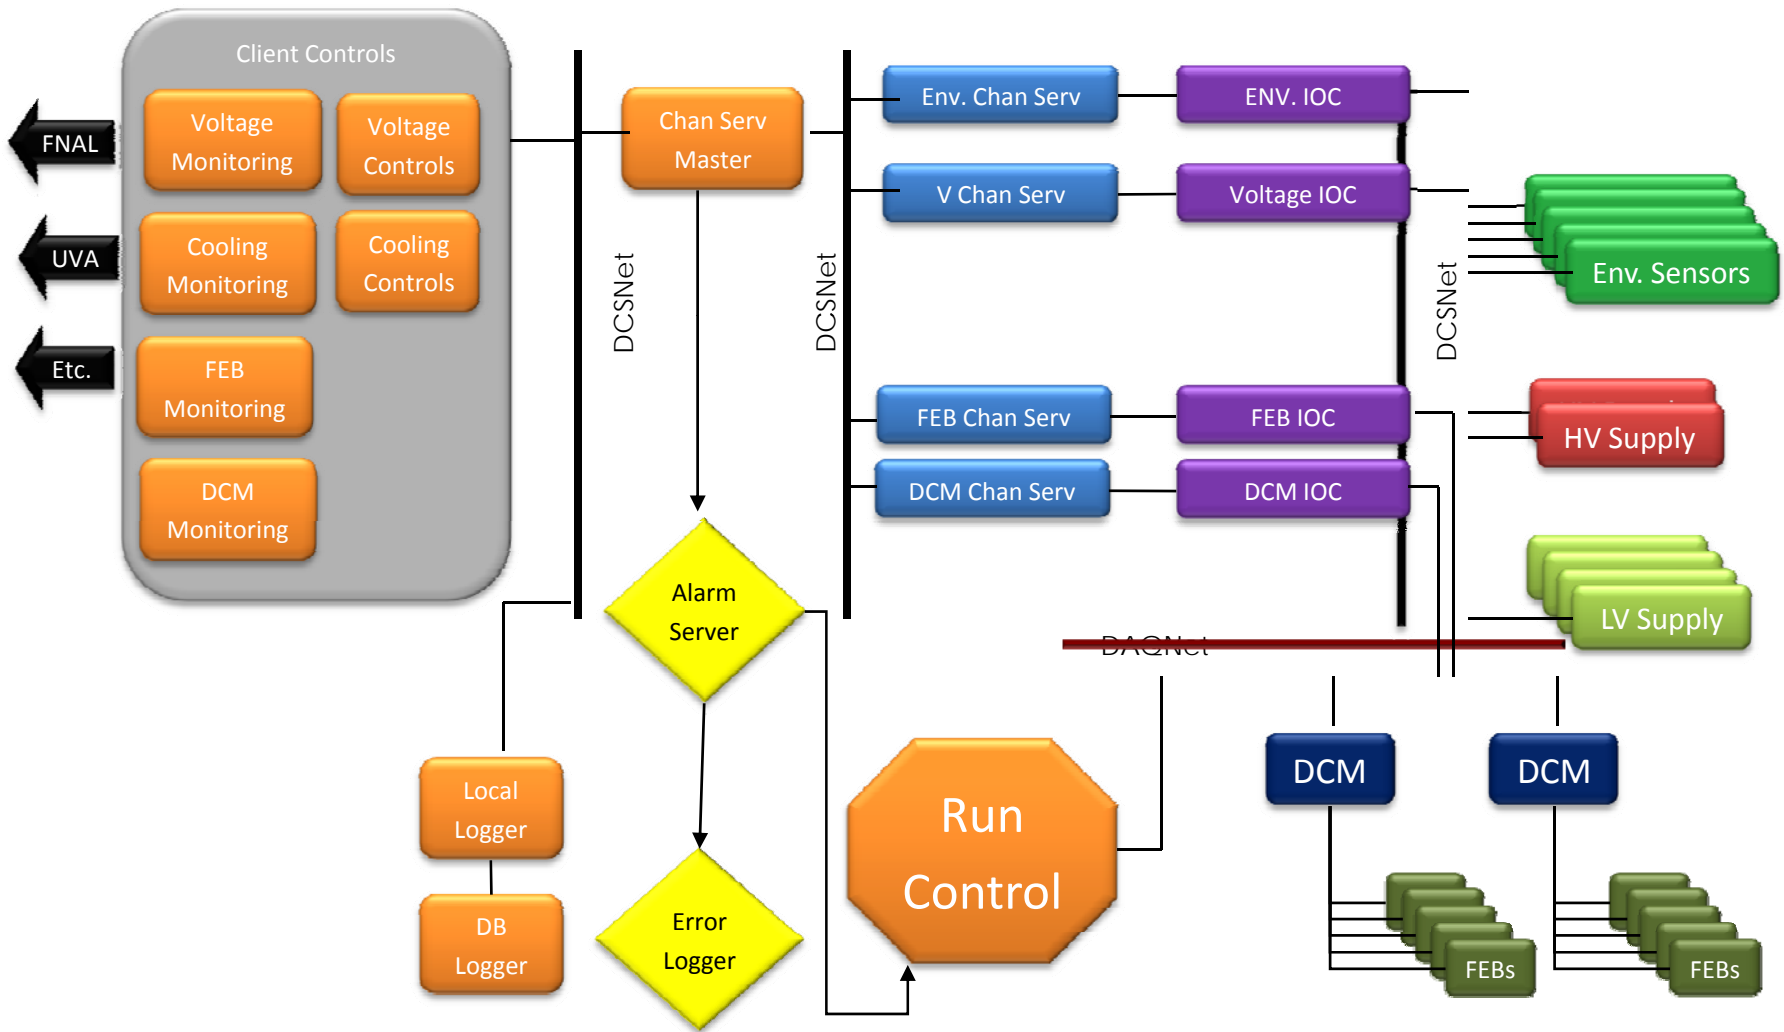 Client Controls
FNAL
UVA
Etc.
Voltage
Monitoring
Voltage
Controls
Cooling
Monitoring
Cooling
Controls
FEB
Monitoring
DCM
Monitoring
DCSNet
Chan Serv
Master
DCSNet
Env. Chan Serv
ENV. IOC
V Chan Serv
Voltage IOC
FEB Chan Serv
FEB IOC
DCM Chan Serv
DCM IOC
DCSNet
Env. Sensors
HV Supply
LV Supply
Alarm
Server
DAQNet
Local
Logger
DB
Logger
Error
Logger
Run
Control
DCM
DCM
FEBs
FEBs